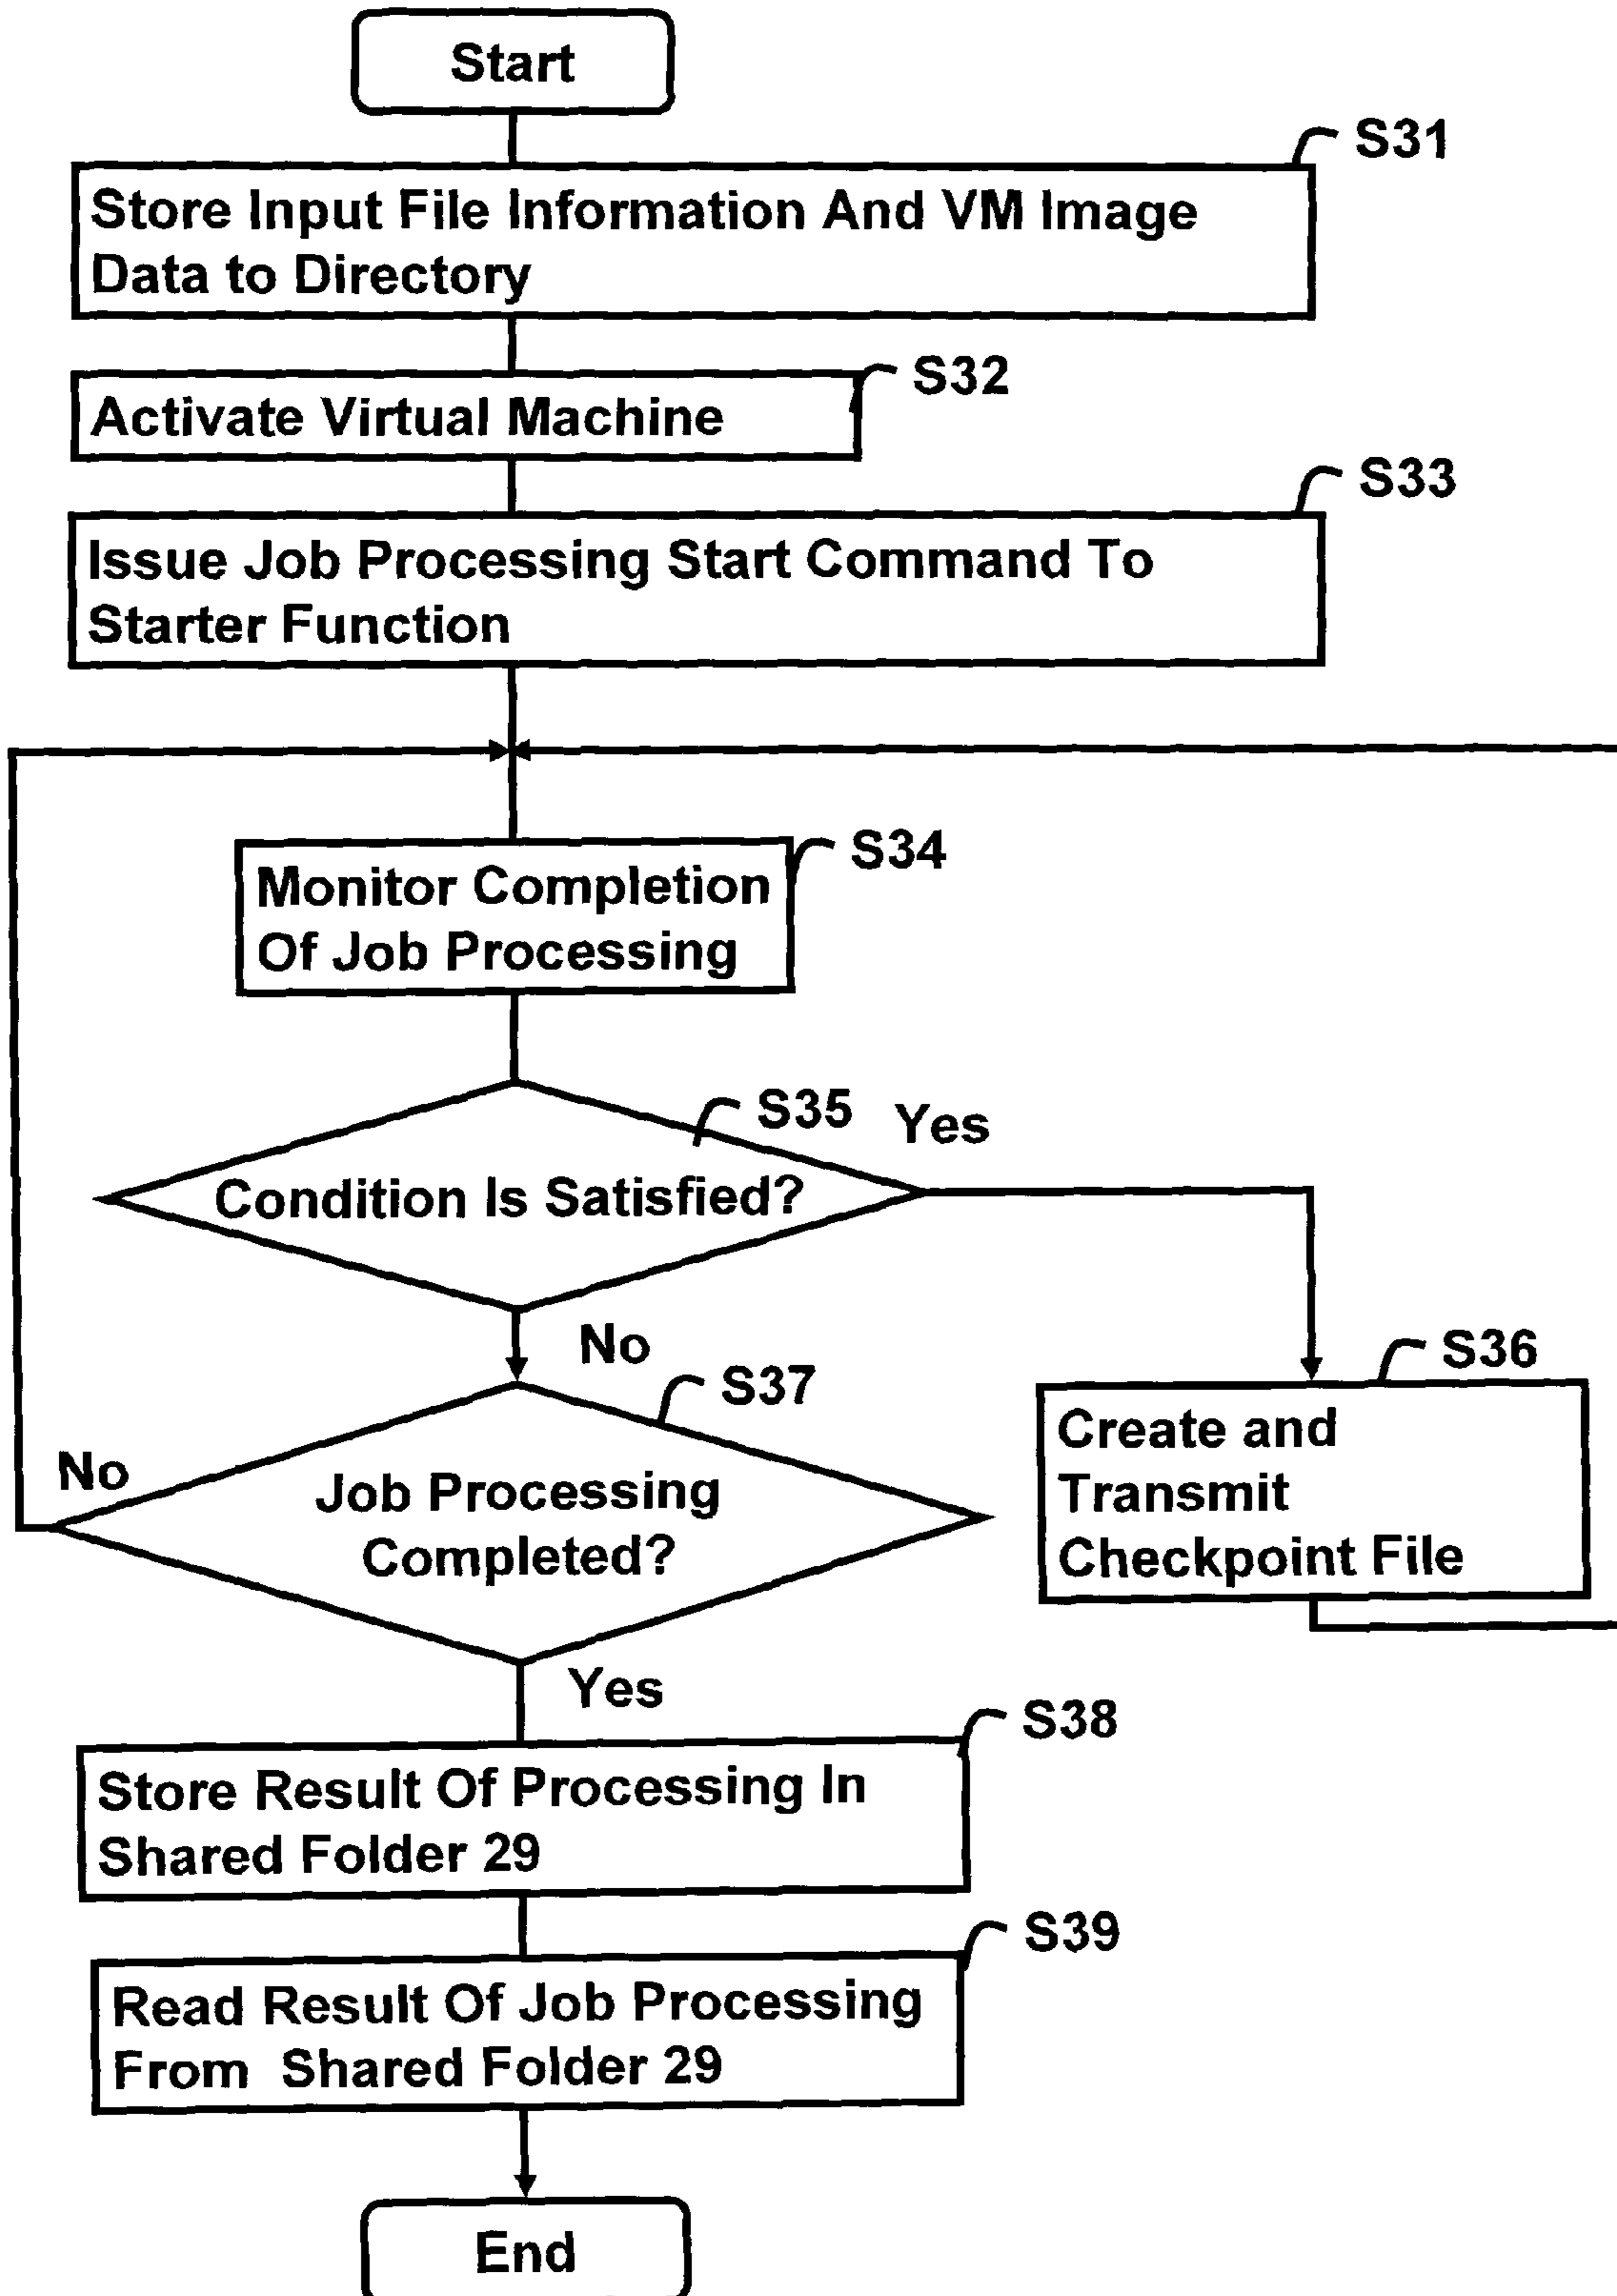 Start
S31
Store Input File Information And VM Image
Data to Directory
S32
Activate Virtual Machine
S33
Issue Job Processing Start Command To
Starter Function
S34
Monitor Completion
Of Job Processing
S35
Yes
Condition Is Satisfied?
No
S36
Create and
Transmit
Checkpoint File
S37
No
Job Processing
Completed?
Yes
S38
Store Result Of Processing In
Shared Folder 29
S39
Read Result Of Job Processing
From Shared Folder 29
End